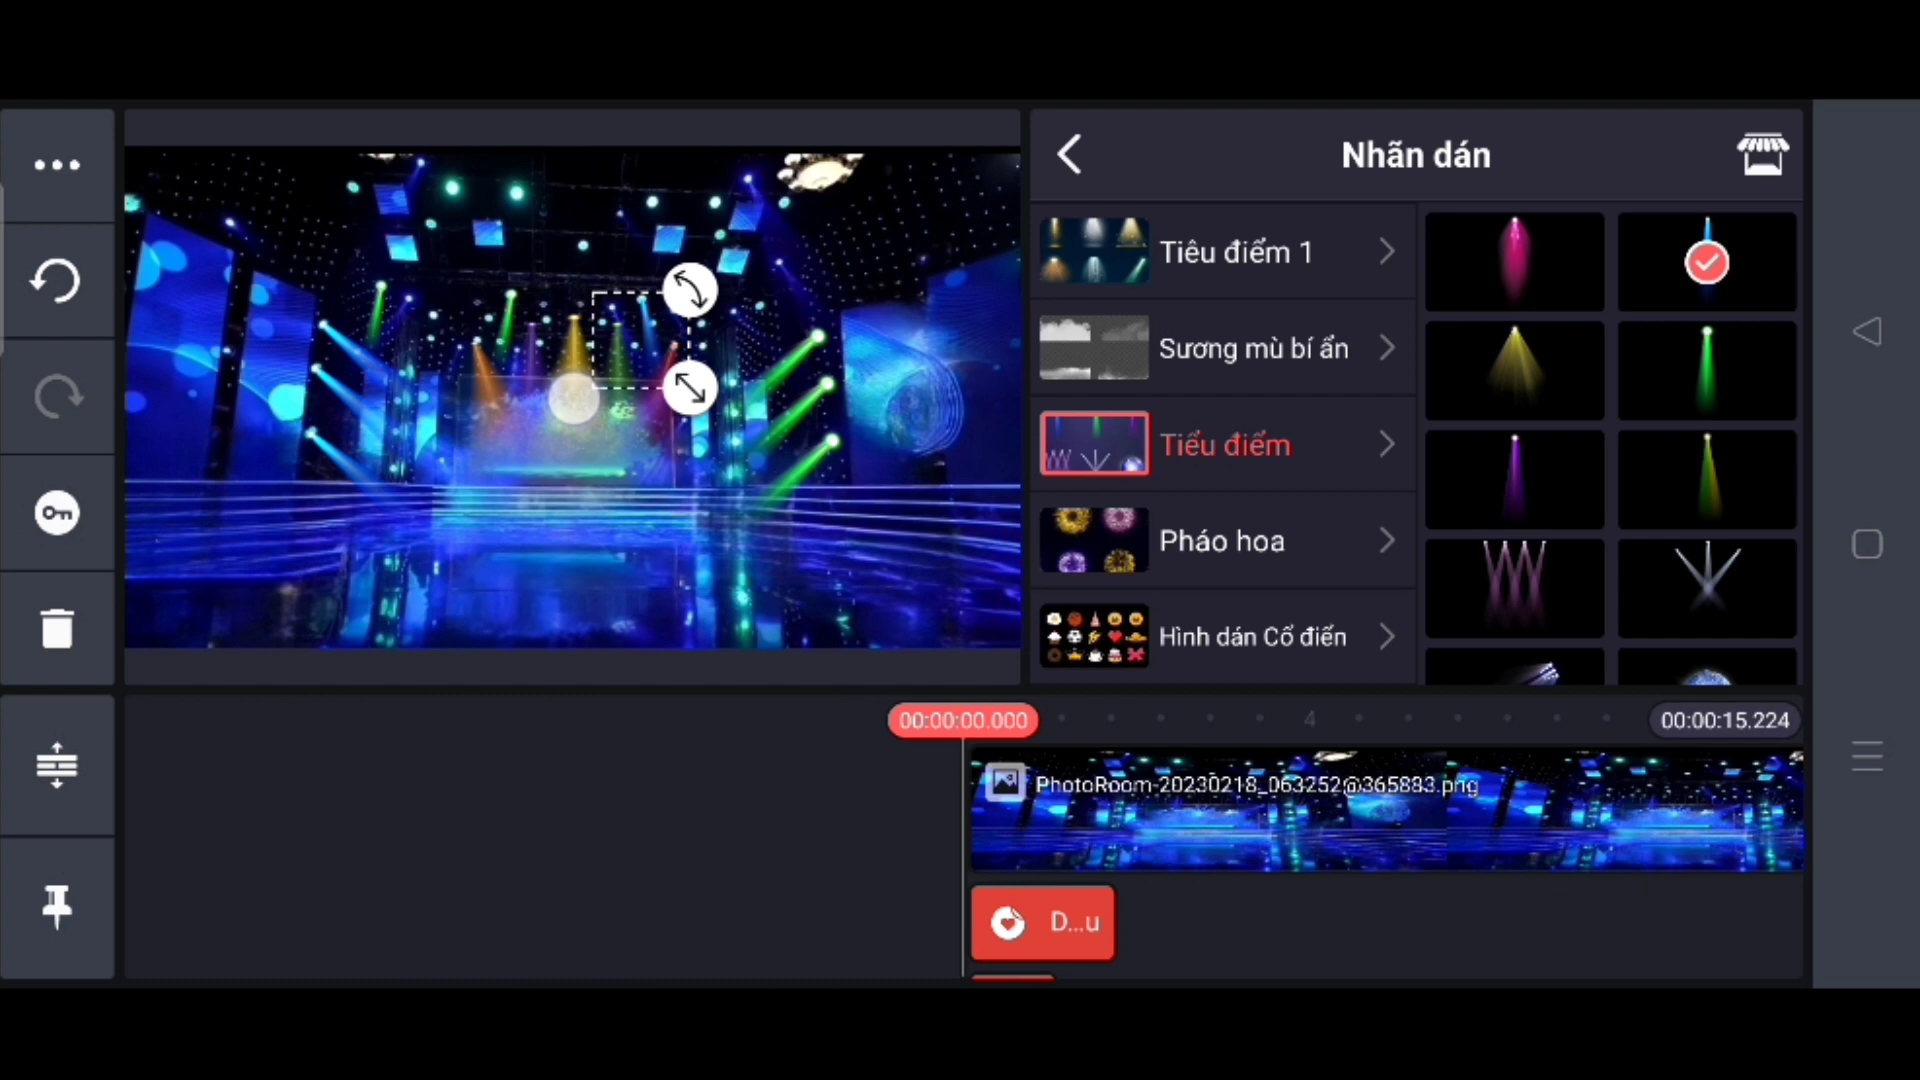 Nhãn dán
Tiêu điểm 1
Sương mù bí ẩn
Tiểu điểm
Pháo hoa
Hình dán Cổ điển
00:00:00.000
4
00:00:15.224
PhotoRoom-20230218_063252@365883.png
D...u